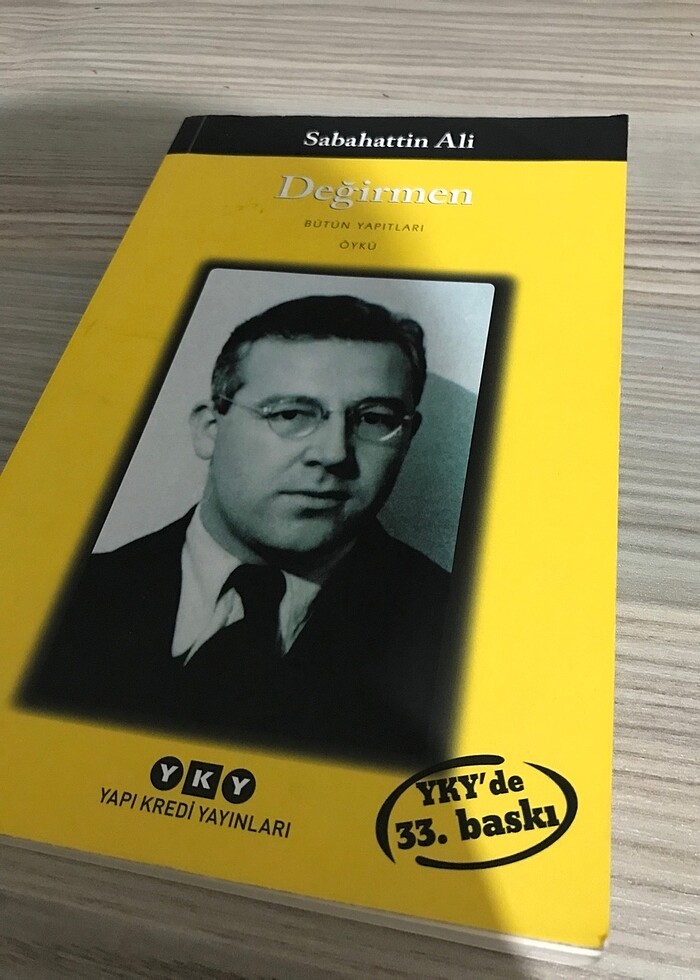 Sabahattin Ali
Değirmen
BÜTÜN YAPITLARI
ÖYKÜ
YKY
YAPI KREDİ YAYINLARI
YKY'de
33. baskı